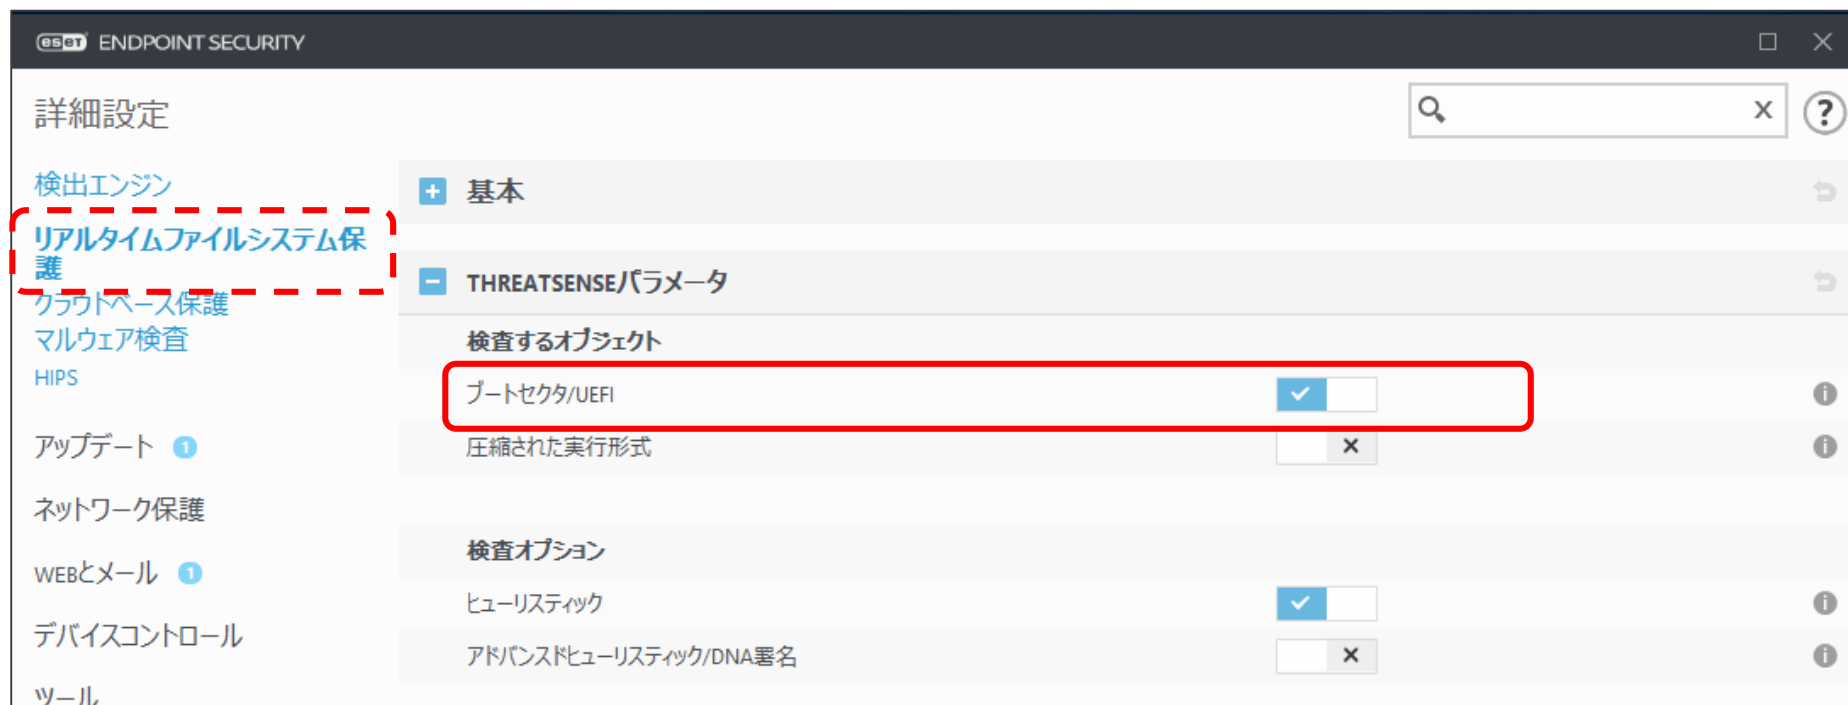 eset ENDPOINT SECURITY
詳細設定
検出エンジン
リアルタイムファイルシステム保
護
クラウドベース保護
マルウェア検査
HIPS
アップデート 1
ネットワーク保護
WEBとメール 1
デバイスコントロール
ツール
基本
THREATSENSEパラメータ
検査するオブジェクト
ブートセクタ/UEFI
圧縮された実行形式
検査オプション
ヒューリスティック
アドバンスドヒューリスティック/DNA署名